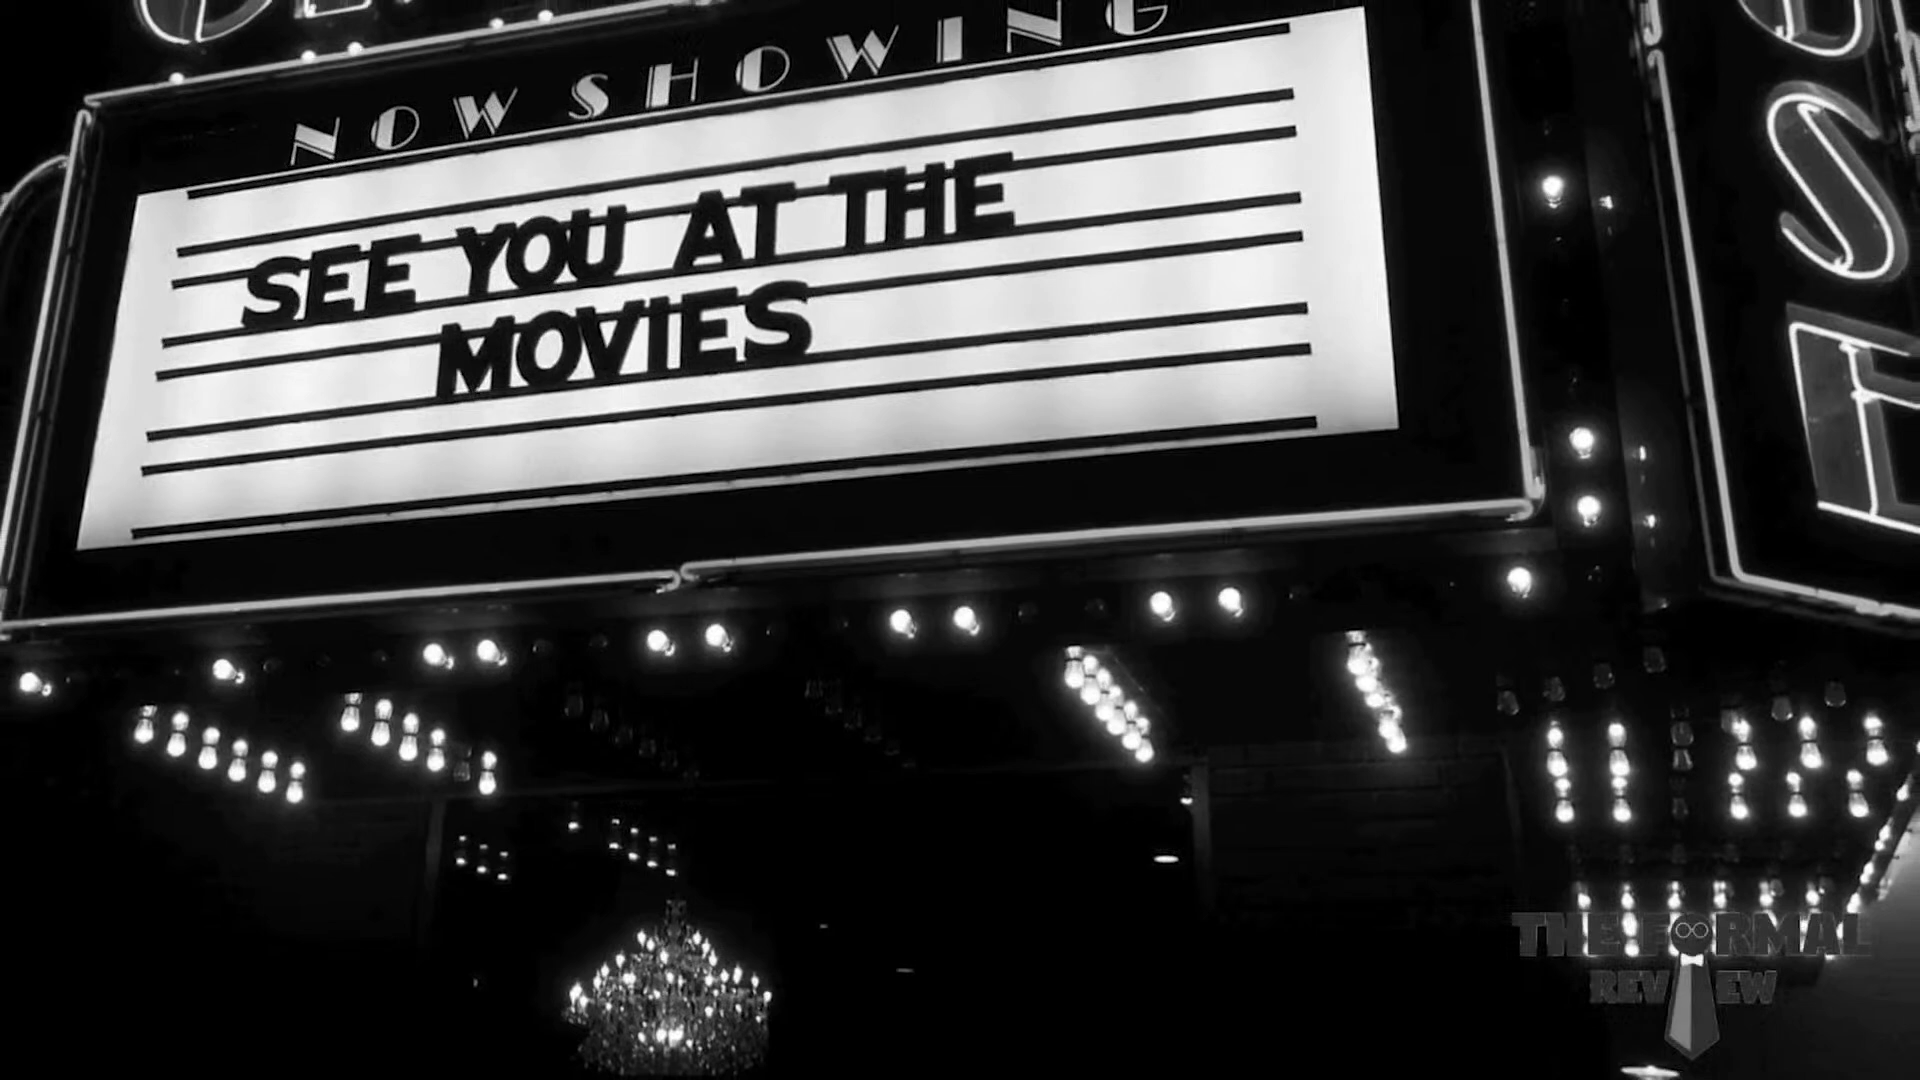 NOW SHOWING
SEE YOU AT THE
MOVIES
THE FORMAL
REVIEW